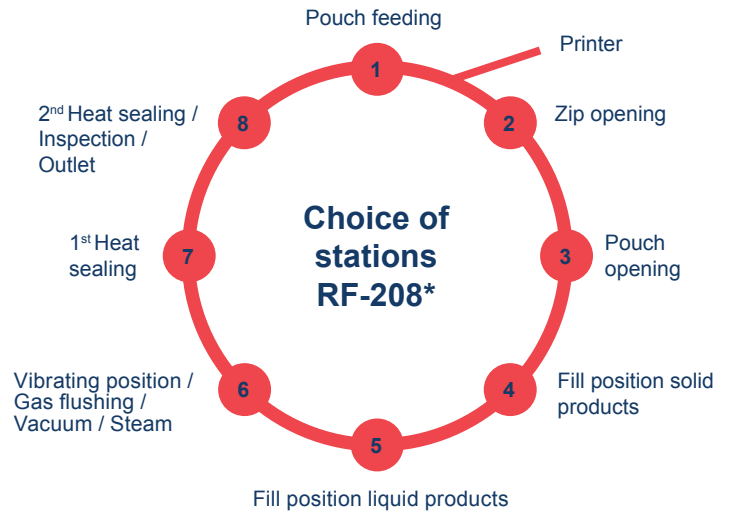 Pouch feeding
Printer
1
2nd Heat sealing /
Inspection /
Outlet
8
2
Zip opening
Choice of
stations
RF-208*
1st Heat
sealing
7
3
Pouch
opening
Vibrating position /
Gas flushing /
Vacuum / Steam
6
4
Fill position solid
products
5
Fill position liquid products